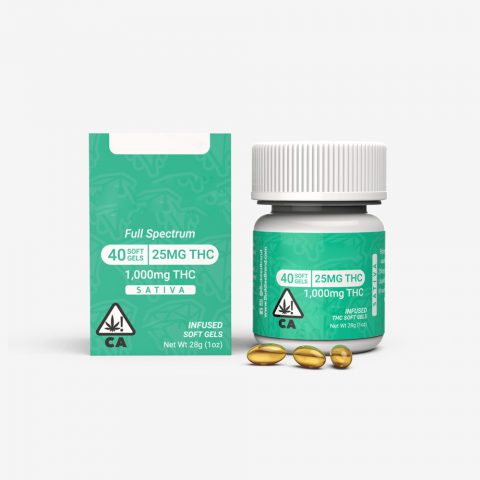 Full Spectrum
40 SOFT GELS 25MG THC
1,000mg THC
SATIVA
CA
INFUSED
SOFT GELS
Net Wt 28g (1oz)
40 SOFT GELS 25MG THC
1,000mg THC
SATIVA
CA
INFUSED
THC SOFT GELS
Net Wt 28g (1oz)